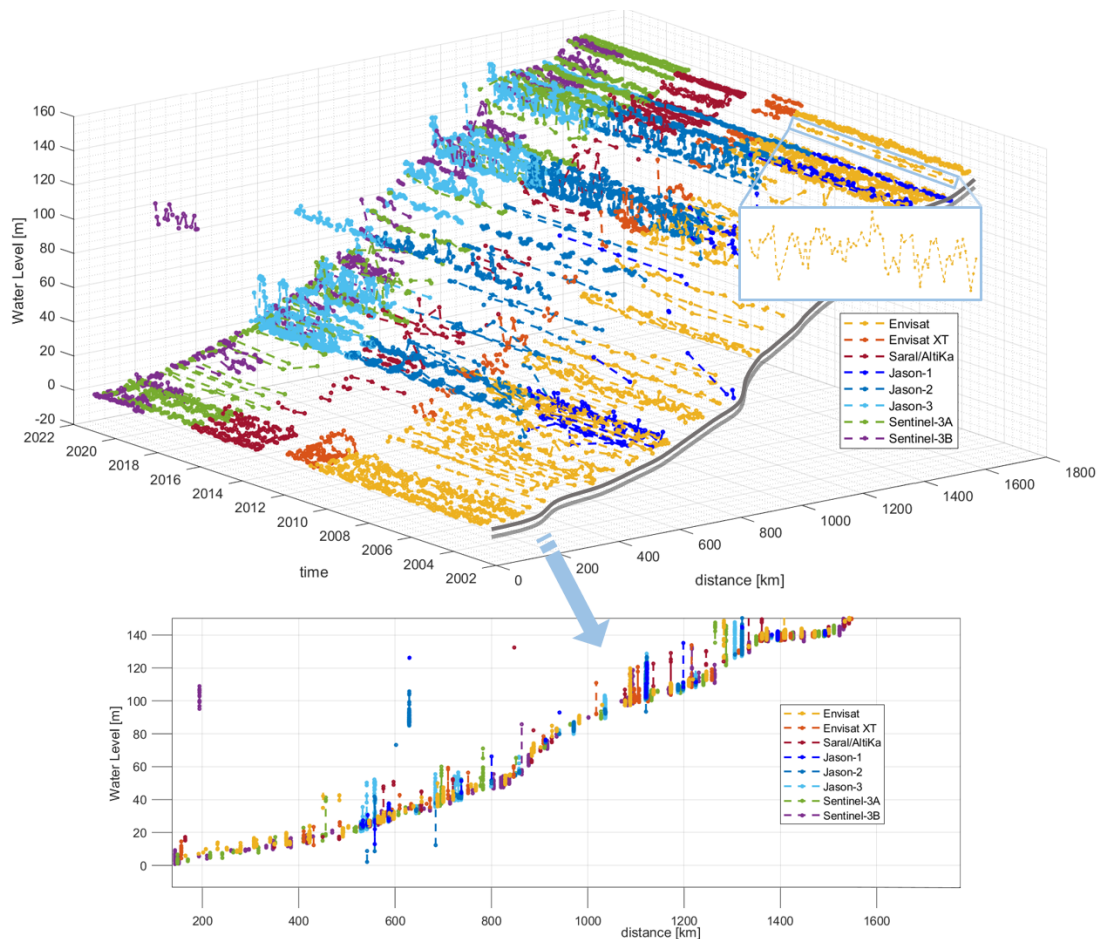 160
140
120
100
80
60
40
20
0
-20
Water Level [m]
2022
2020
2018
2016
2014
2012
2010
2008
2006
2004
2002
time
0
200
400
600
800
1000
1200
1400
1600
1800
distance [km]
Envisat
Envisat XT
Saral/AltiKa
Jason-1
Jason-2
Jason-3
Sentinel-3A
Sentinel-3B
140
120
100
80
60
40
20
0
Water Level [m]
Envisat
Envisat XT
Saral/AltiKa
Jason-1
Jason-2
Jason-3
Sentinel-3A
Sentinel-3B
200 400 600 800 1000 1200 1400 1600
distance [km]